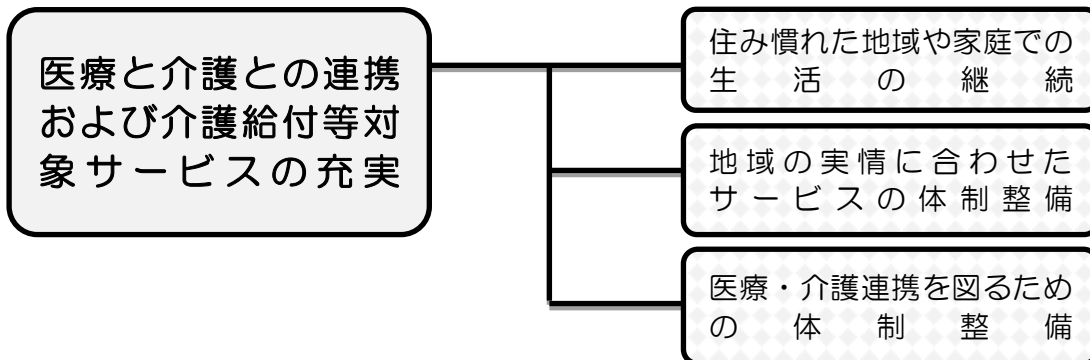 医療と介護との連携
および介護給付等対
象サービスの充実
住み慣れた地域や家庭での
生活の継続
地域の実情に合わせた
サービスの体制整備
医療・介護連携を図るため
の体制整備